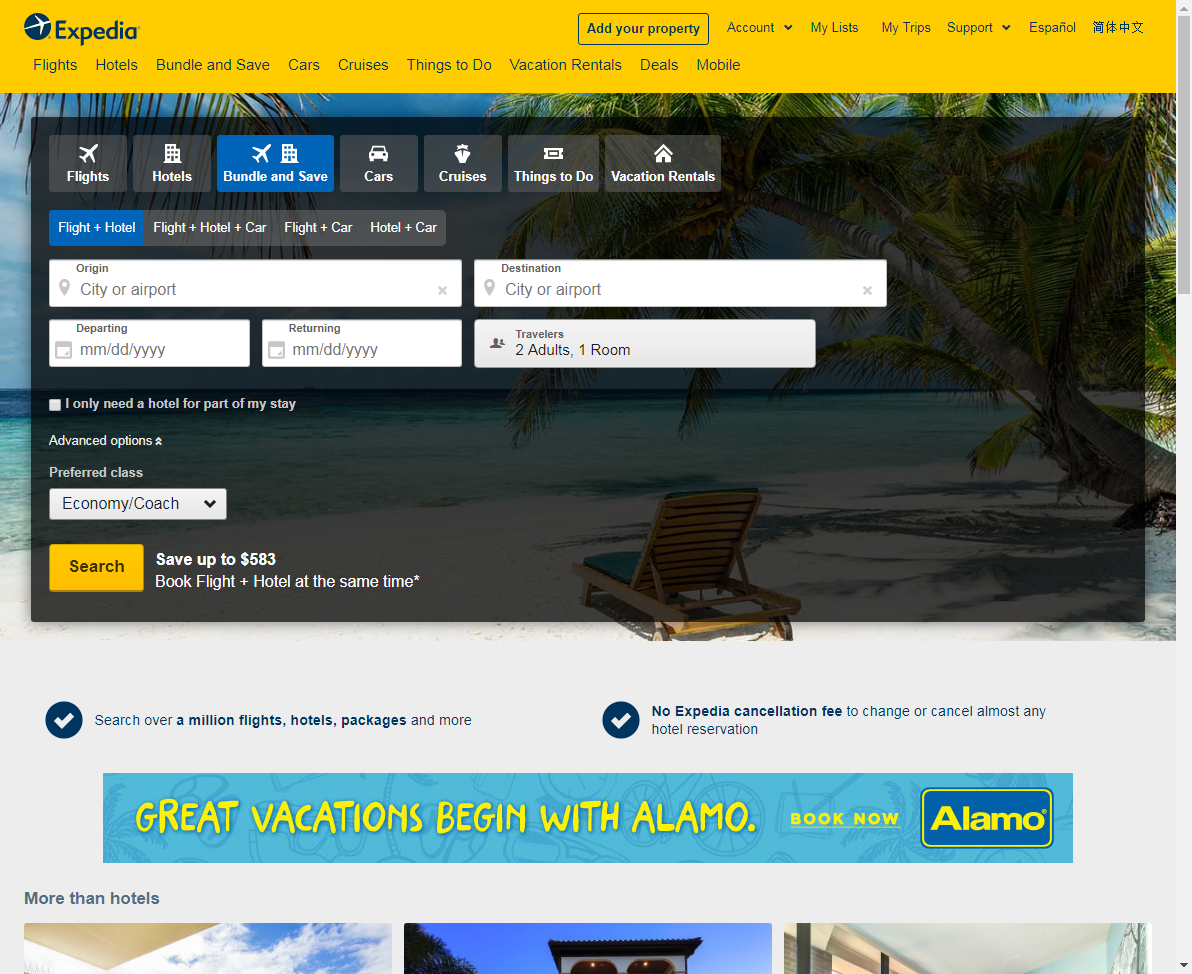 Expedia
Add your property
Account
My Lists
My Trips
Support
Español
简体中文
Flights Hotels Bundle and Save Cars Cruises Things to Do Vacation Rentals Deals Mobile
Flights
Hotels
Bundle and Save
Cars
Cruises
Things to Do
Vacation Rentals
Flight + Hotel
Flight + Hotel + Car
Flight + Car
Hotel + Car
Origin
City or airport
Destination
City or airport
Departing
mm/dd/yyyy
Returning
mm/dd/yyyy
Travelers
2 Adults, 1 Room
I only need a hotel for part of my stay
Advanced options
Preferred class
Economy/Coach
Search
Save up to $583
Book Flight + Hotel at the same time*
Search over a million flights, hotels, packages and more
No Expedia cancellation fee to change or cancel almost any
hotel reservation
GREAT VACATIONS BEGIN WITH ALAMO.
BOOK NOW
Alamo®
More than hotels